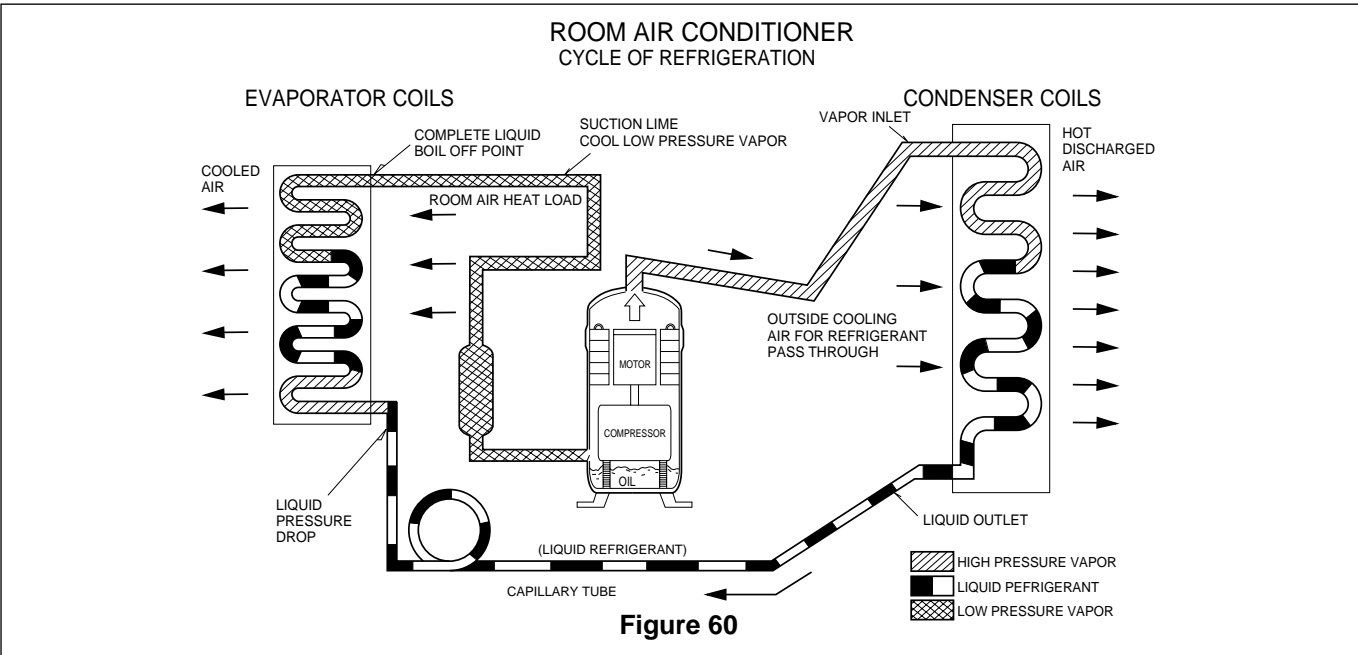 ROOM AIR CONDITIONER
CYCLE OF REFRIGERATION
EVAPORATOR COILS
CONDENSER COILS
COMPLETE LIQUID
BOIL OFF POINT
SUCTION LIME
COOL LOW PRESSURE VAPOR
VAPOR INLET
HOT
DISCHARGED
AIR
COOLED
AIR
ROOM AIR HEAT LOAD
OUTSIDE COOLING
AIR FOR REFRIGERANT
PASS THROUGH
MOTOR
COMPRESSOR
OIL
LIQUID
PRESSURE
DROP
LIQUID OUTLET
(LIQUID REFRIGERANT)
CAPILLARY TUBE
HIGH PRESSURE VAPOR
LIQUID PEFRIGERANT
LOW PRESSURE VAPOR
Figure 60